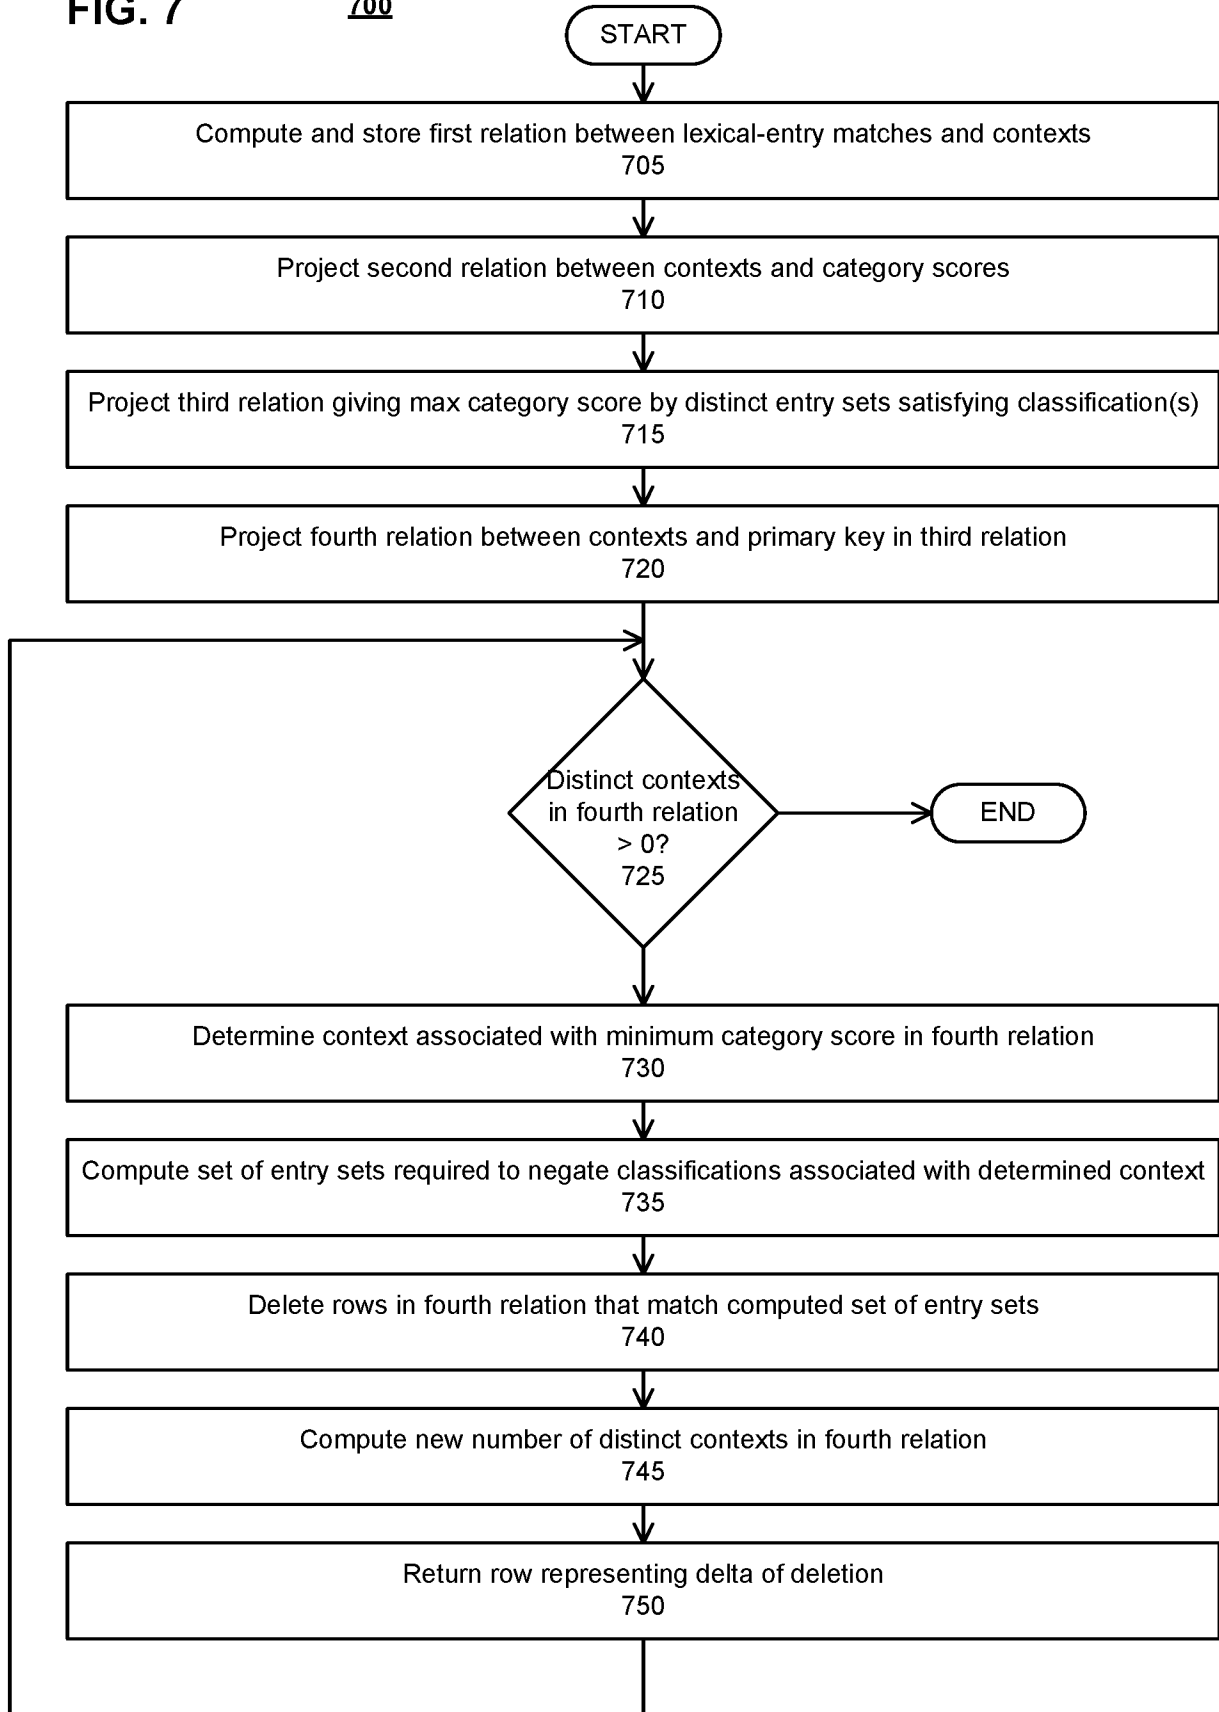 FIG. 7
700
START
Compute and store first relation between lexical-entry matches and contexts
705
Project second relation between contexts and category scores
710
Project third relation giving max category score by distinct entry sets satisfying classification(s)
715
Project fourth relation between contexts and primary key in third relation
720
Distinct contexts
in fourth relation
> 0?
725
END
Determine context associated with minimum category score in fourth relation
730
Compute set of entry sets required to negate classifications associated with determined context
735
Delete rows in fourth relation that match computed set of entry sets
740
Compute new number of distinct contexts in fourth relation
745
Return row representing delta of deletion
750